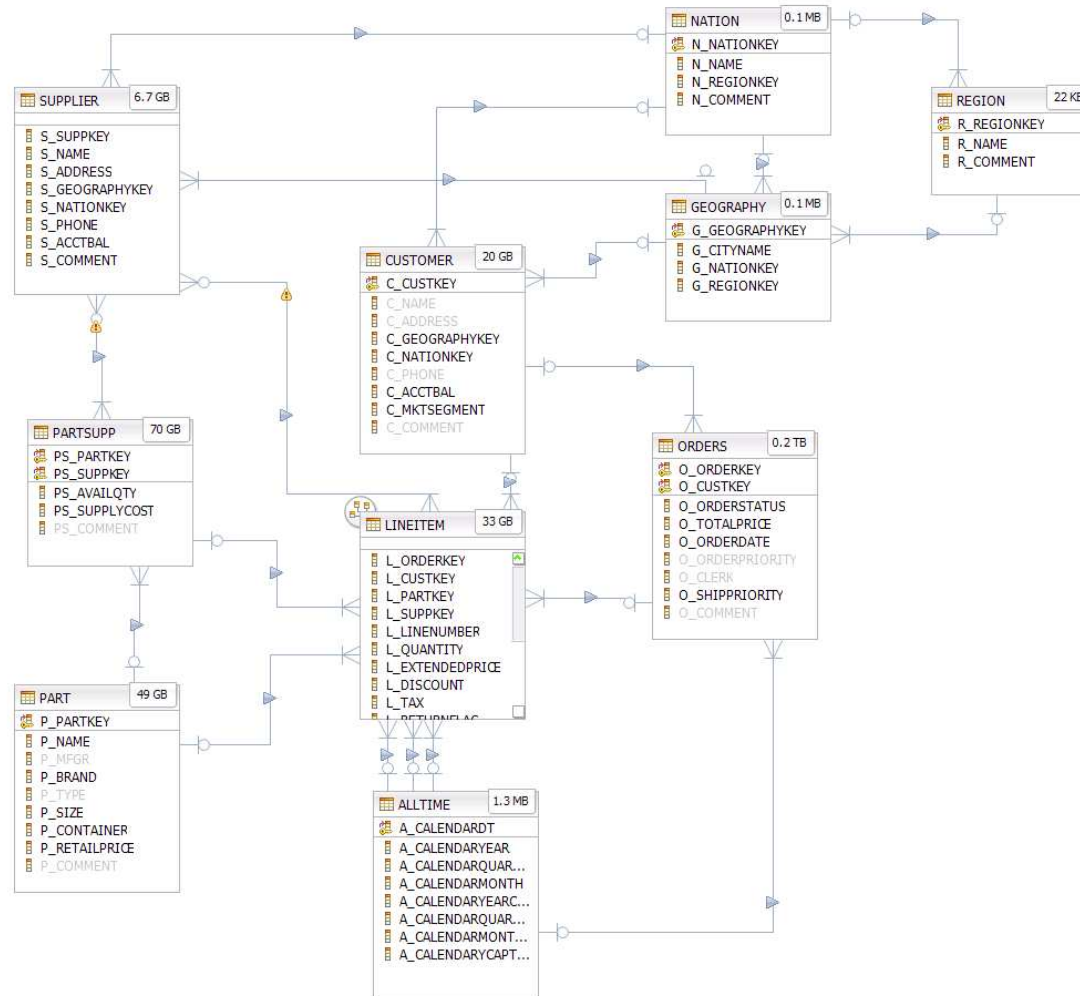 NATION 0.1 MB
N_NATIONKEY
N_NAME
N_REGIONKEY
N_COMMENT
SUPPLIER 6.7 GB
S_SUPPKEY
S_NAME
S_ADDRESS
S_GEOGRAPHYKEY
S_NATIONKEY
S_PHONE
S_ACCTBAL
S_COMMENT
REGION 22 KB
R_REGIONKEY
R_NAME
R_COMMENT
GEOGRAPHY 0.1 MB
G_GEOGRAPHYKEY
G_CITYNAME
G_NATIONKEY
G_REGIONKEY
CUSTOMER 20 GB
C_CUSTKEY
C_NAME
C_ADDRESS
C_GEOGRAPHYKEY
C_NATIONKEY
C_PHONE
C_ACCTBAL
C_MKTSEGMENT
C_COMMENT
PARTSUPP 70 GB
PS_PARTKEY
PS_SUPPKEY
PS_AVAILQTY
PS_SUPPLYCOST
PS_COMMENT
ORDERS 0.2 TB
O_ORDERKEY
O_CUSTKEY
O_ORDERSTATUS
O_TOTALPRICE
O_ORDERDATE
O_ORDERPRIORITY
O_CLERK
O_SHIPPRIORITY
O_COMMENT
LINEITEM 33 GB
L_ORDERKEY
L_CUSTKEY
L_PARTKEY
L_SUPPKEY
L_LINENUMBER
L_QUANTITY
L_EXTENDEDPRICE
L_DISCOUNT
L_TAX
L_RETURNFLAG
PART 49 GB
P_PARTKEY
P_NAME
P_MFGR
P_BRAND
P_TYPE
P_SIZE
P_CONTAINER
P_RETAILPRICE
P_COMMENT
ALLTIME 1.3 MB
A_CALENDARDT
A_CALENDARYEAR
A_CALENDARQUAR...
A_CALENDARMONTH
A_CALENDARYEARC...
A_CALENDARQUAR...
A_CALENDARMONT...
A_CALENDARYCAPT...